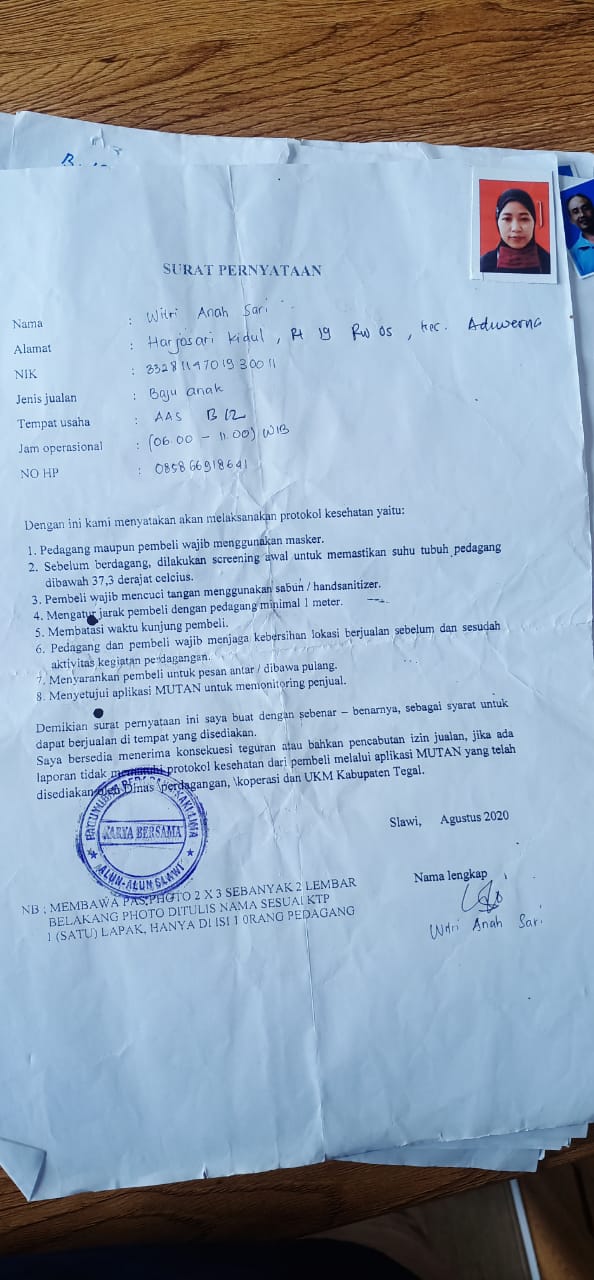 SURAT PERNYATAAN
Nama : Witri Anah Sari
Alamat : Harjosari Kidul, Rt 19 RW 05, Kec. Adiwerna
NIK : 3328114701930011
Jenis jualan : Baju anak
Tempat usaha : AAS B 12
Jam operasional : (06.00 - 11.00) WIB
NO HP : 085866918641
Dengan ini kami menyatakan akan melaksanakan protokol kesehatan yaitu:
1. Pedagang maupun pembeli wajib menggunakan masker.
2. Sebelum berdagang, dilakukan screening awal untuk memastikan suhu tubuh pedagang
dibawah 37,3 derajat celcius.
3. Pembeli wajib mencuci tangan menggunakan sabun / handsanitizer.
4. Mengatur jarak pembeli dengan pedagang minimal 1 meter.
5. Membatasi waktu kunjung pembeli.
6. Pedagang dan pembeli wajib menjaga kebersihan lokasi berjualan sebelum dan sesudah
aktivitas kegiatan perdagangan.
7. Menyarankan pembeli untuk pesan antar / dibawa pulang.
8. Menyetujui aplikasi MUTAN untuk menionitoring penjual.
Demikian surat pernyataan ini saya buat dengan sebenar – benarnya, sebagai syarat untuk
dapat berjualan di tempat yang disediakan.
Saya bersedia menerima konsekuesi teguran atau bahkan pencabutan izin jualan, jika ada
laporan tidak mematuhi protokol kesehatan dari pembeli melalui aplikasi MUTAN yang telah
disediakan oleh Dinas \perdagangan, \koperasi dan UKM Kabupaten Tegal.
Slawi, Agustus 2020
PAGUYUBAN PEDAGANG KAKI LIMA
KARYA BERSAMA
ALUN-ALUN SLAWI
Nama lengkap
Witri Anah Sari
NB : MEMBAWA PAS PHOTO 2 X 3 SEBANYAK 2 LEMBAR
BELAKANG PHOTO DITULIS NAMA SESUAI KTP
1 (SATU) LAPAK, HANYA DI ISI 1 0RANG PEDAGANG